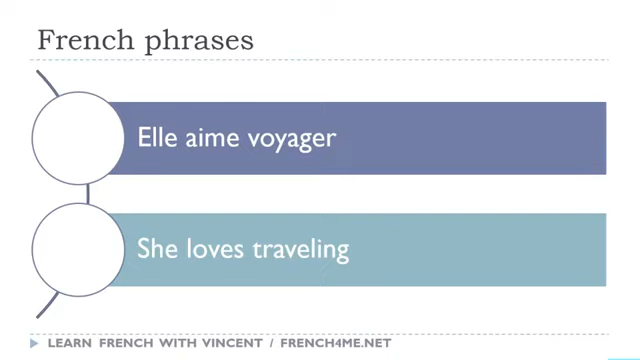 French phrases
Elle aime voyager
She loves traveling
LEARN FRENCH WITH VINCENT / FRENCH4ME.NET